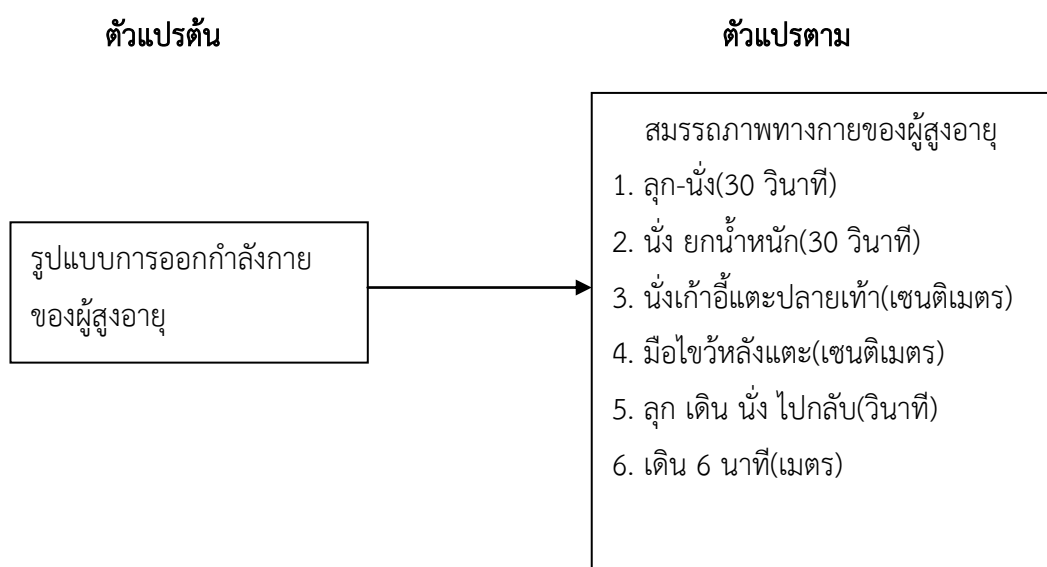 ตัวแปรต้น
ตัวแปรตาม
รูปแบบการออกกำลังกาย
ของผู้สูงอายุ
สมรรถภาพทางกายของผู้สูงอายุ
1. ลุก-นั่ง(30 วินาที)
2. นั่ง ยกน้ำหนัก(30 วินาที)
3. นั่งเก้าอี้แตะปลายเท้า(เซนติเมตร)
4. มือไขว้หลังแตะ(เซนติเมตร)
5. ลุก เดิน นั่ง ไปกลับ(วินาที)
6. เดิน 6 นาที(เมตร)